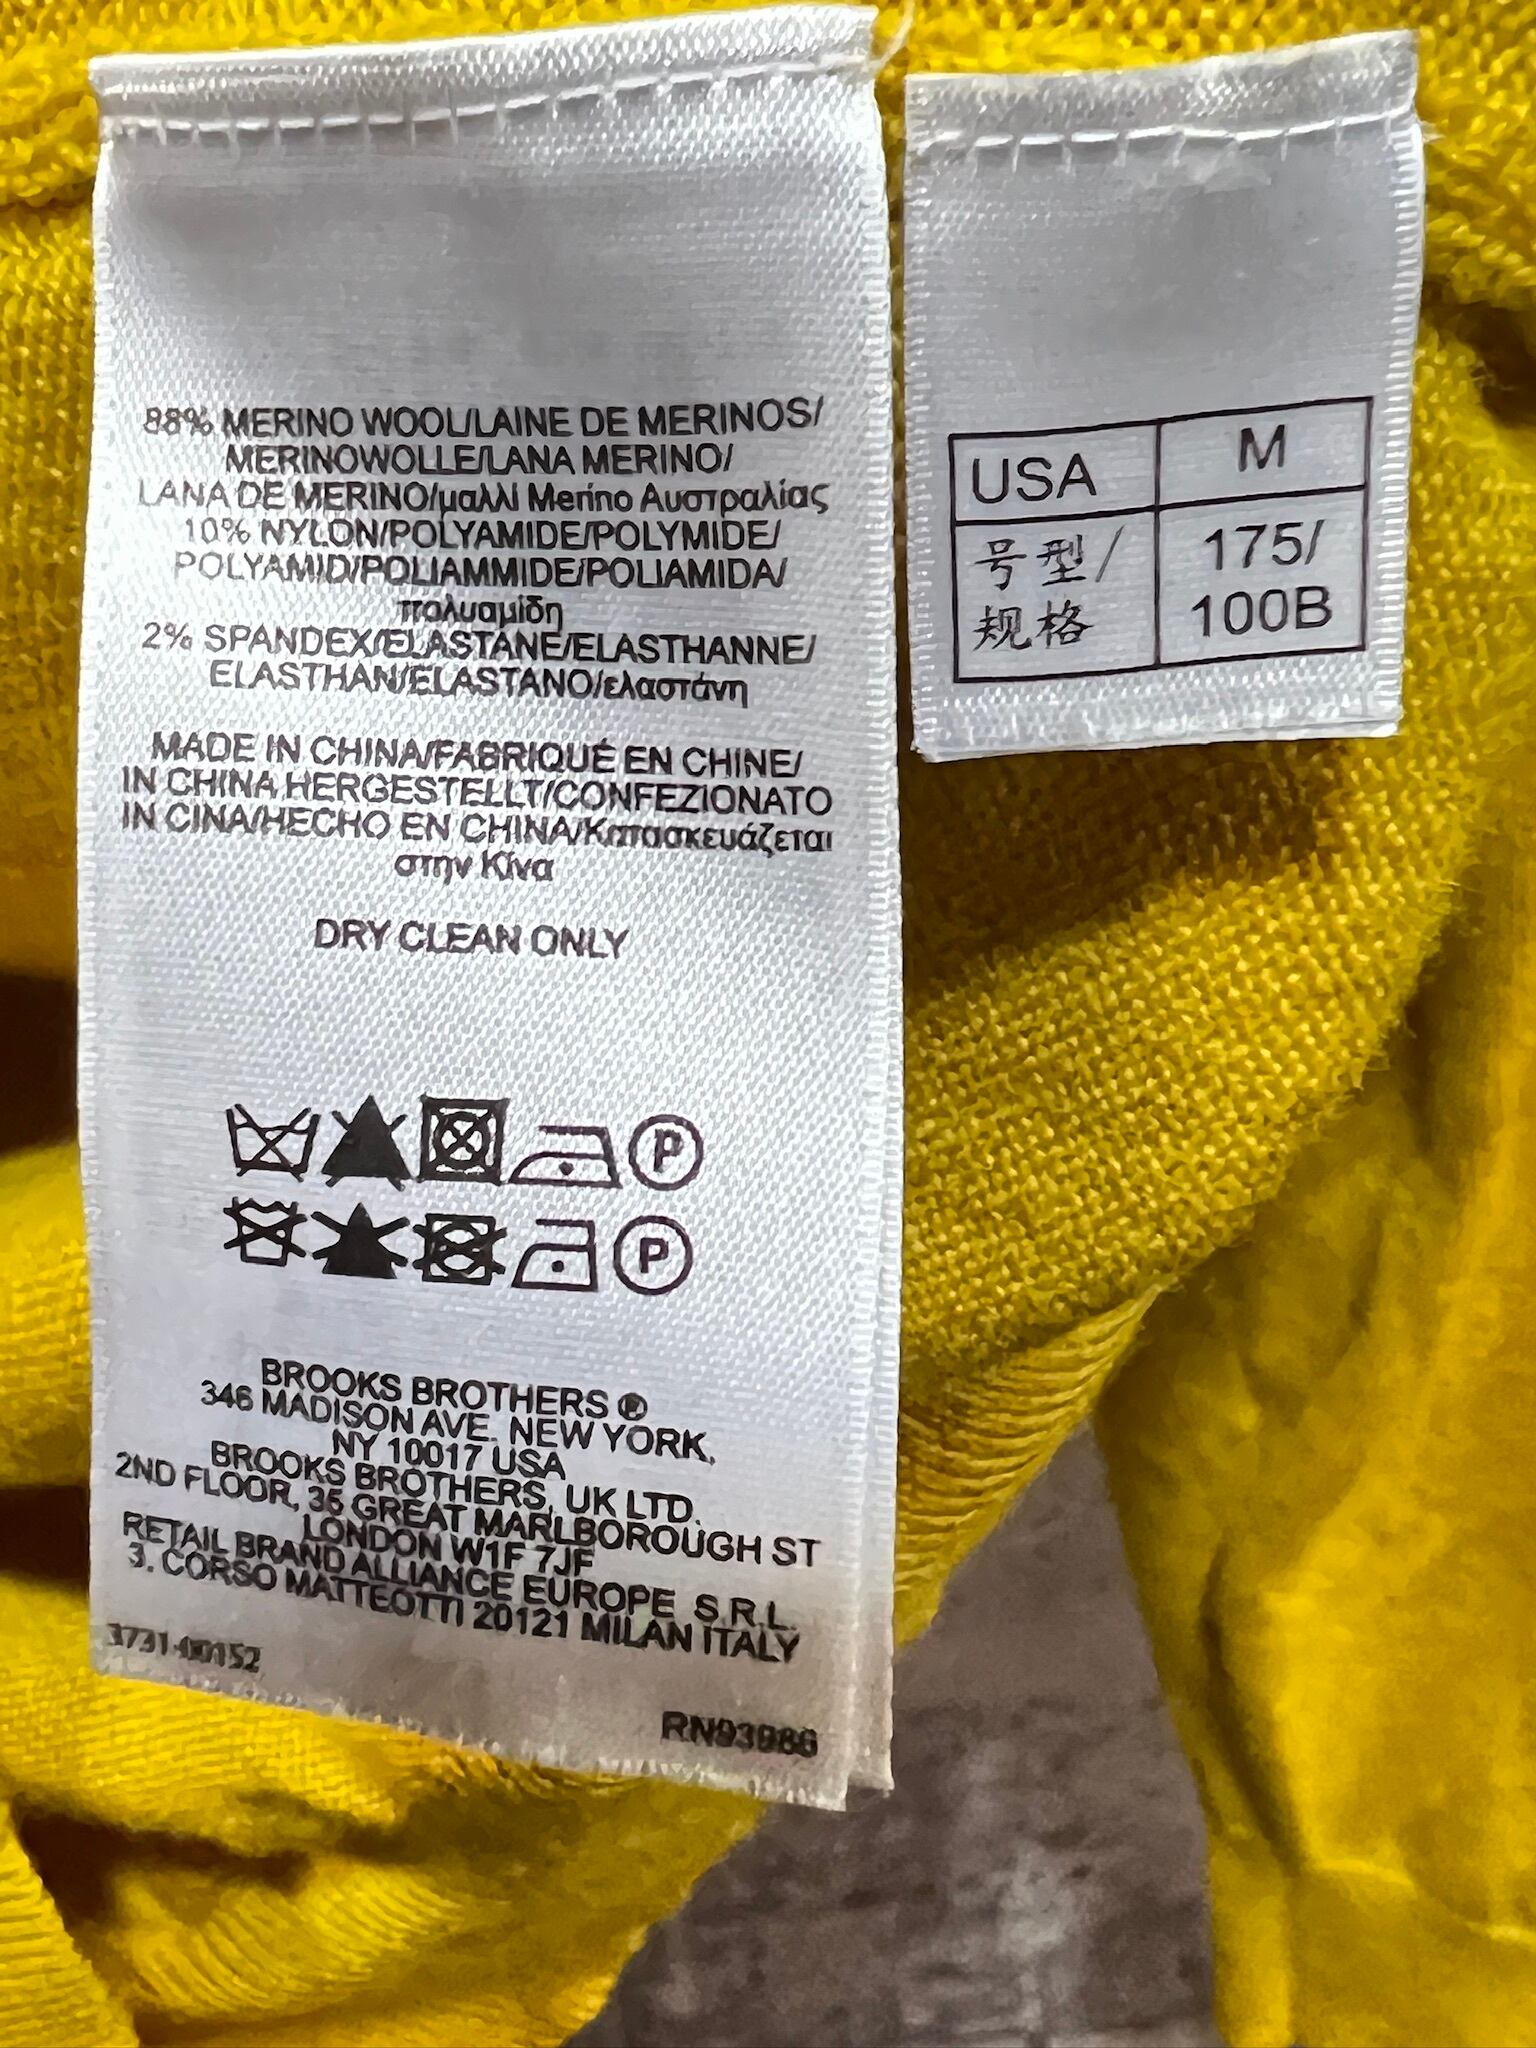 88% MERINO WOOL/LAINE DE MERINOS/
MERINOWOLLE/LANA MERINO/
LANA DE MERINO/μαλλί Merino Αυστραλίας
10% NYLON/POLYAMIDE/POLYMIDE/
POLYAMID/POLIAMMIDE/POLIAMIDA/
πολυαμίδη
2% SPANDEX/ELASTANE/ELASTHANNE/
ELASTHAN/ELASTANO/ελαστάνη
MADE IN CHINA/FABRIQUÉ EN CHINE/
IN CHINA HERGESTELLT/CONFEZIONATO
IN CINA/HECHO EN CHINA/Κατασκευάζεται
στην Κίνα
DRY CLEAN ONLY
P
P
BROOKS BROTHERS ®
346 MADISON AVE. NEW YORK,
NY 10017 USA
BROOKS BROTHERS, UK LTD.
2ND FLOOR, 35 GREAT MARLBOROUGH ST
LONDON W1F 7JF
RETAIL BRAND ALLIANCE EUROPE S.R.L.
3. CORSO MATTEOTTI 20121 MILAN ITALY
3731-00152
RN93986
USA M
号型/ 175/
规格 100B